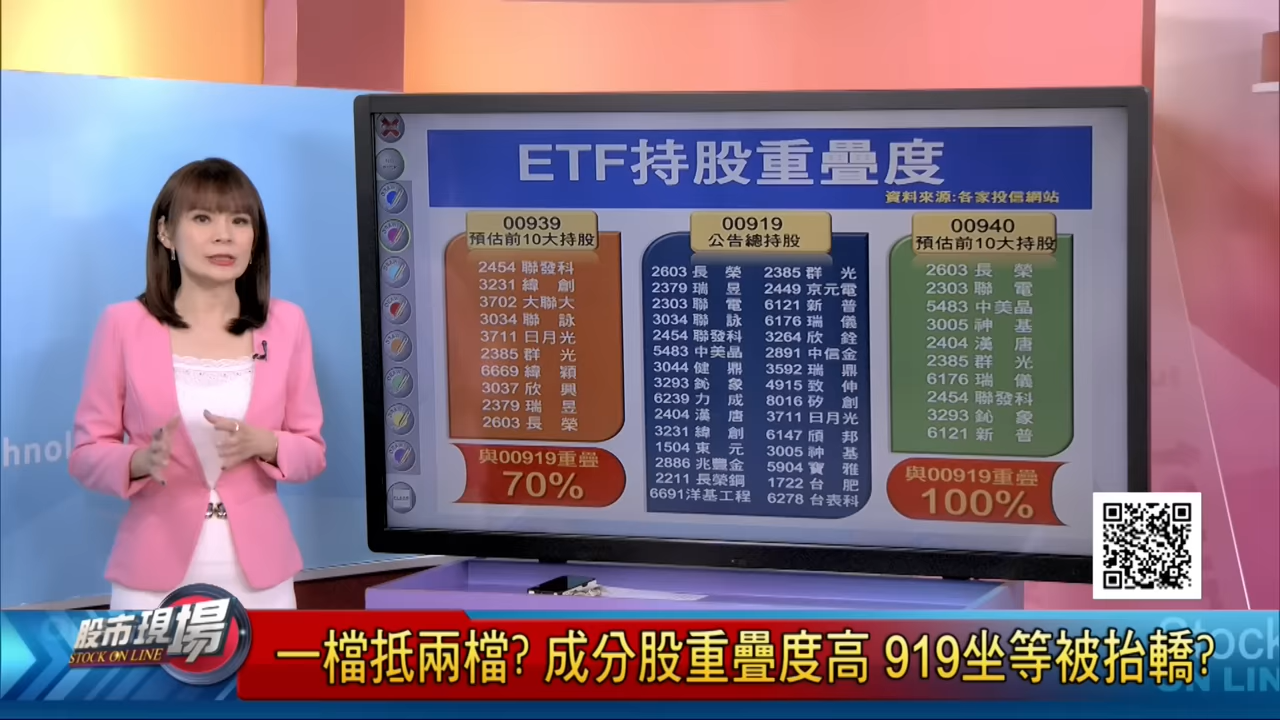 ETF持股重疊度
資料來源:各家投信網站
00939
預估前10大持股
2454 聯發科
3231 緯 創
3702 大聯大
3034 聯 詠
3711 日月光
2385 群 光
6669 緯 穎
3037 欣 興
2379 瑞 昱
2603 長 榮
與00919重疊
70%
00919
公告總持股
2603 長 榮 2385 群 光
2379 瑞 昱 2449 京元電
2303 聯 電 6121 新 普
3034 聯 詠 6176 瑞 儀
2454 聯發科 3264 欣 銓
5483 中美晶 2891 中信金
3044 健 鼎 3592 瑞 鼎
3293 鈊 象 4915 致 伸
6239 力 成 8016 矽 創
2404 漢 唐 3711 日月光
3231 緯 創 6147 頎 邦
1504 東 元 3005 神 基
2886 兆豐金 5904 寶 雅
2211 長榮鋼 1722 台 肥
6691 洋基工程 6278 台表科
00940
預估前10大持股
2603 長 榮
2303 聯 電
5483 中美晶
3005 神 基
2404 漢 唐
2385 群 光
6176 瑞 儀
2454 聯發科
3293 鈊 象
6121 新 普
與00919重疊
100%
hnol
股市現場
STOCK ON LINE
一檔抵兩檔? 成分股重疊度高 919坐等被抬轎?
Stock
ON LIN